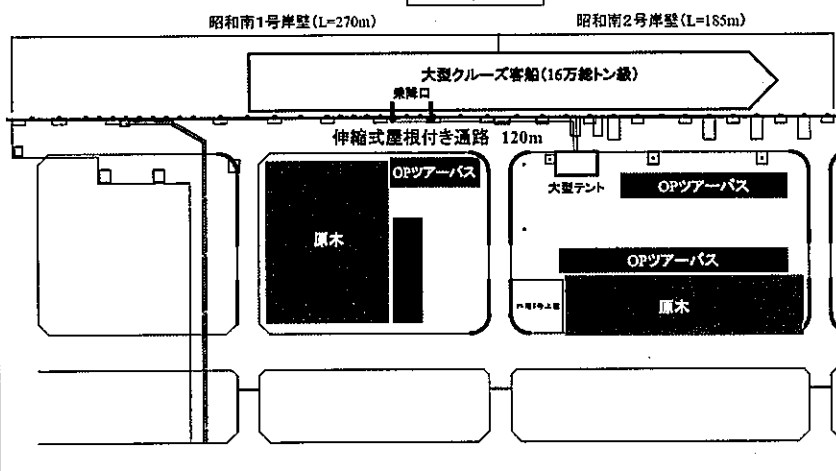 昭和南1号岸壁(L=270m)
昭和南2号岸壁(L=185m)
大型クルーズ客船(16万総トン級)
乗降口
伸縮式屋根付き通路 120m
OPツアーバス
大型テント
OPツアーバス
原木
OPツアーバス
原木